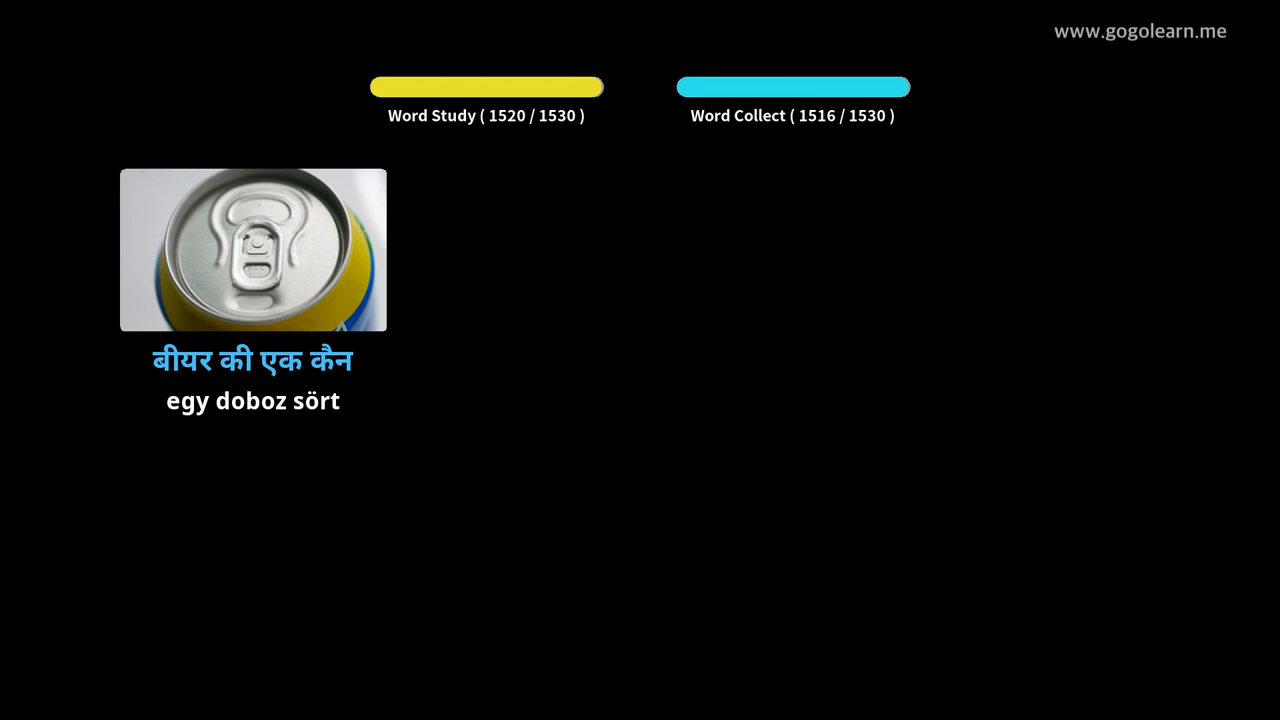 www.gogolearn.me
Word Study ( 1520 / 1530 )
Word Collect ( 1516 / 1530 )
बीयर की एक कैन
egy doboz sört